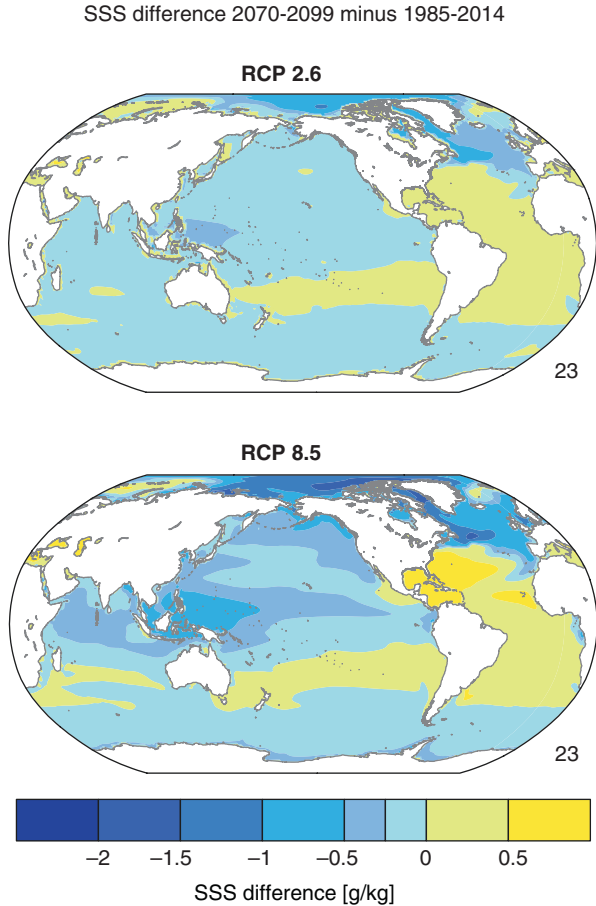 SSS difference 2070-2099 minus 1985-2014
RCP 2.6
23
RCP 8.5
23
−2 −1.5 −1 −0.5 0 0.5
SSS difference [g/kg]